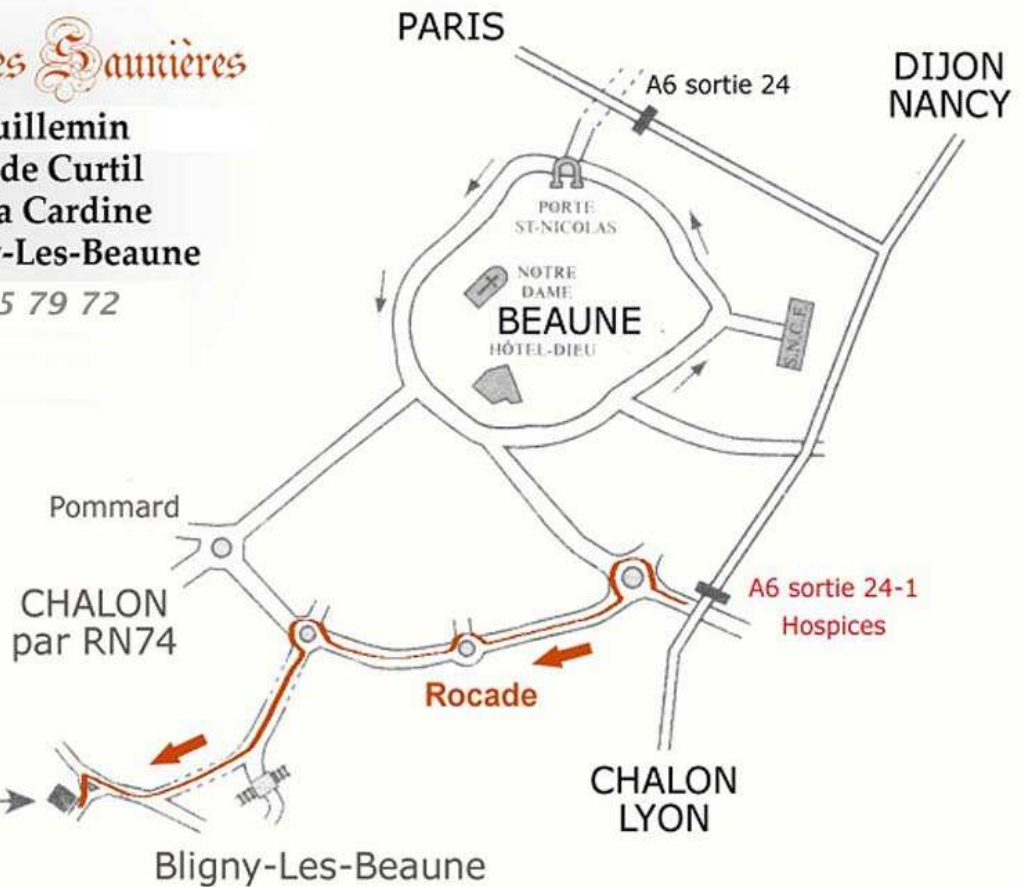 es Saunières
uillemin
de Curtil
a Cardine
-Les-Beaune
5 79 72
PARIS
A6 sortie 24
DIJON
NANCY
PORTE
ST-NICOLAS
NOTRE
DAME
BEAUNE
HÔTEL-DIEU
S.N.C.F.
Pommard
CHALON
par RN74
A6 sortie 24-1
Hospices
Rocade
CHALON
LYON
Bligny-Les-Beaune